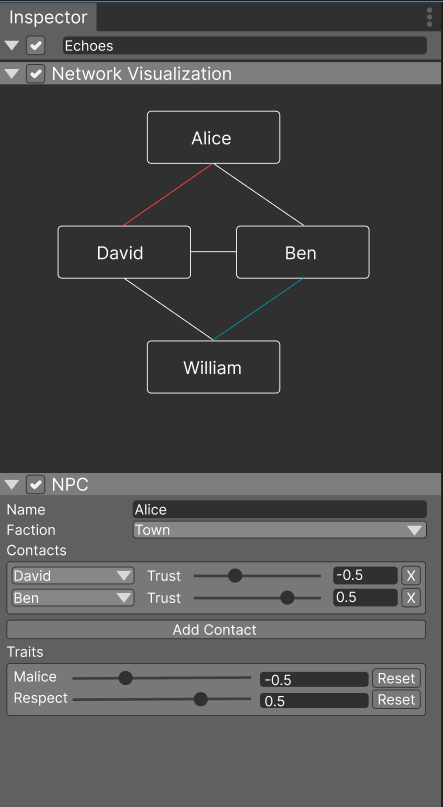 Inspector
Echoes
Network Visualization
Alice
David Ben
William
NPC
Name Alice
Faction Town
Contacts
David Trust -0.5 X
Ben Trust 0.5 X
Add Contact
Traits
Malice -0.5 Reset
Respect 0.5 Reset